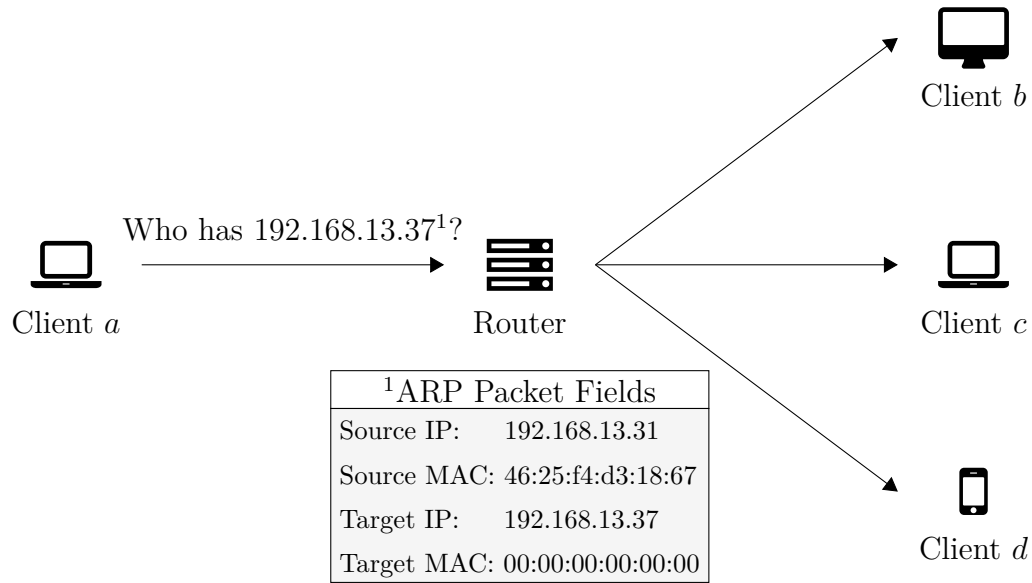 Client b
Who has 192.168.13.37¹?
Client a
Router
Client c
¹ARP Packet Fields
Source IP: 192.168.13.31
Source MAC: 46:25:f4:d3:18:67
Target IP: 192.168.13.37
Target MAC: 00:00:00:00:00:00
Client d